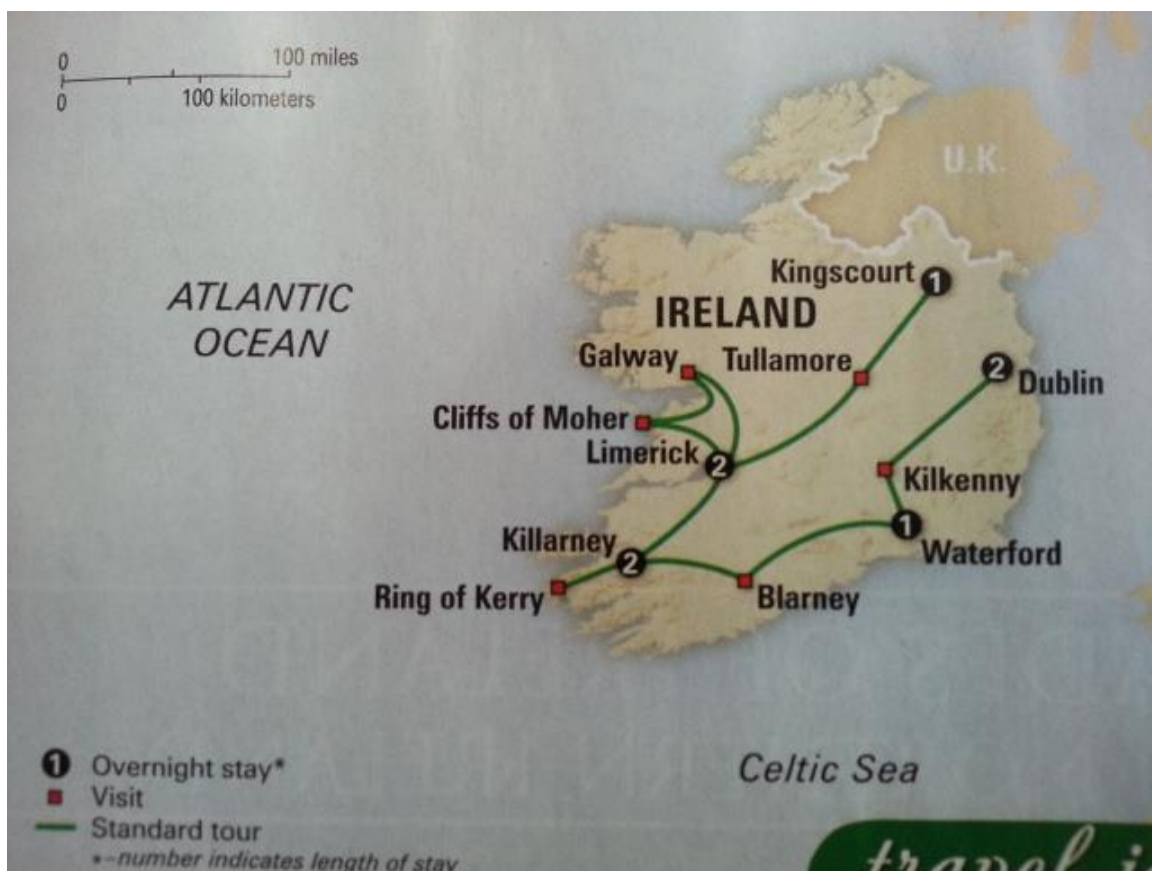 0 100 miles
0 100 kilometers
U.K.
Kingscourt 1
ATLANTIC
OCEAN
IRELAND
Galway
Tullamore
2 Dublin
Cliffs of Moher
Limerick 2
Kilkenny
Killarney 2
1
Waterford
Ring of Kerry
Blarney
Celtic Sea
1 Overnight stay*
Visit
Standard tour
*-number indicates length of stay
travel